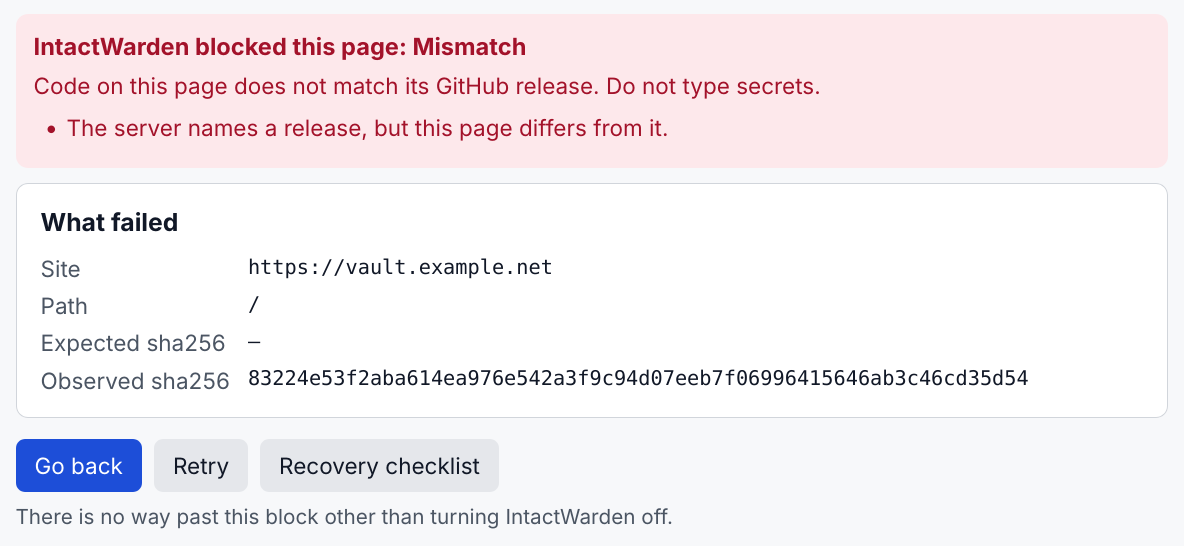 IntactWarden blocked this page: Mismatch
Code on this page does not match its GitHub release. Do not type secrets.
• The server names a release, but this page differs from it.
What failed
Site https://vault.example.net
Path /
Expected sha256 —
Observed sha256 83224e53f2aba614ea976e542a3f9c94d07eeb7f06996415646ab3c46cd35d54
Go back Retry Recovery checklist
There is no way past this block other than turning IntactWarden off.